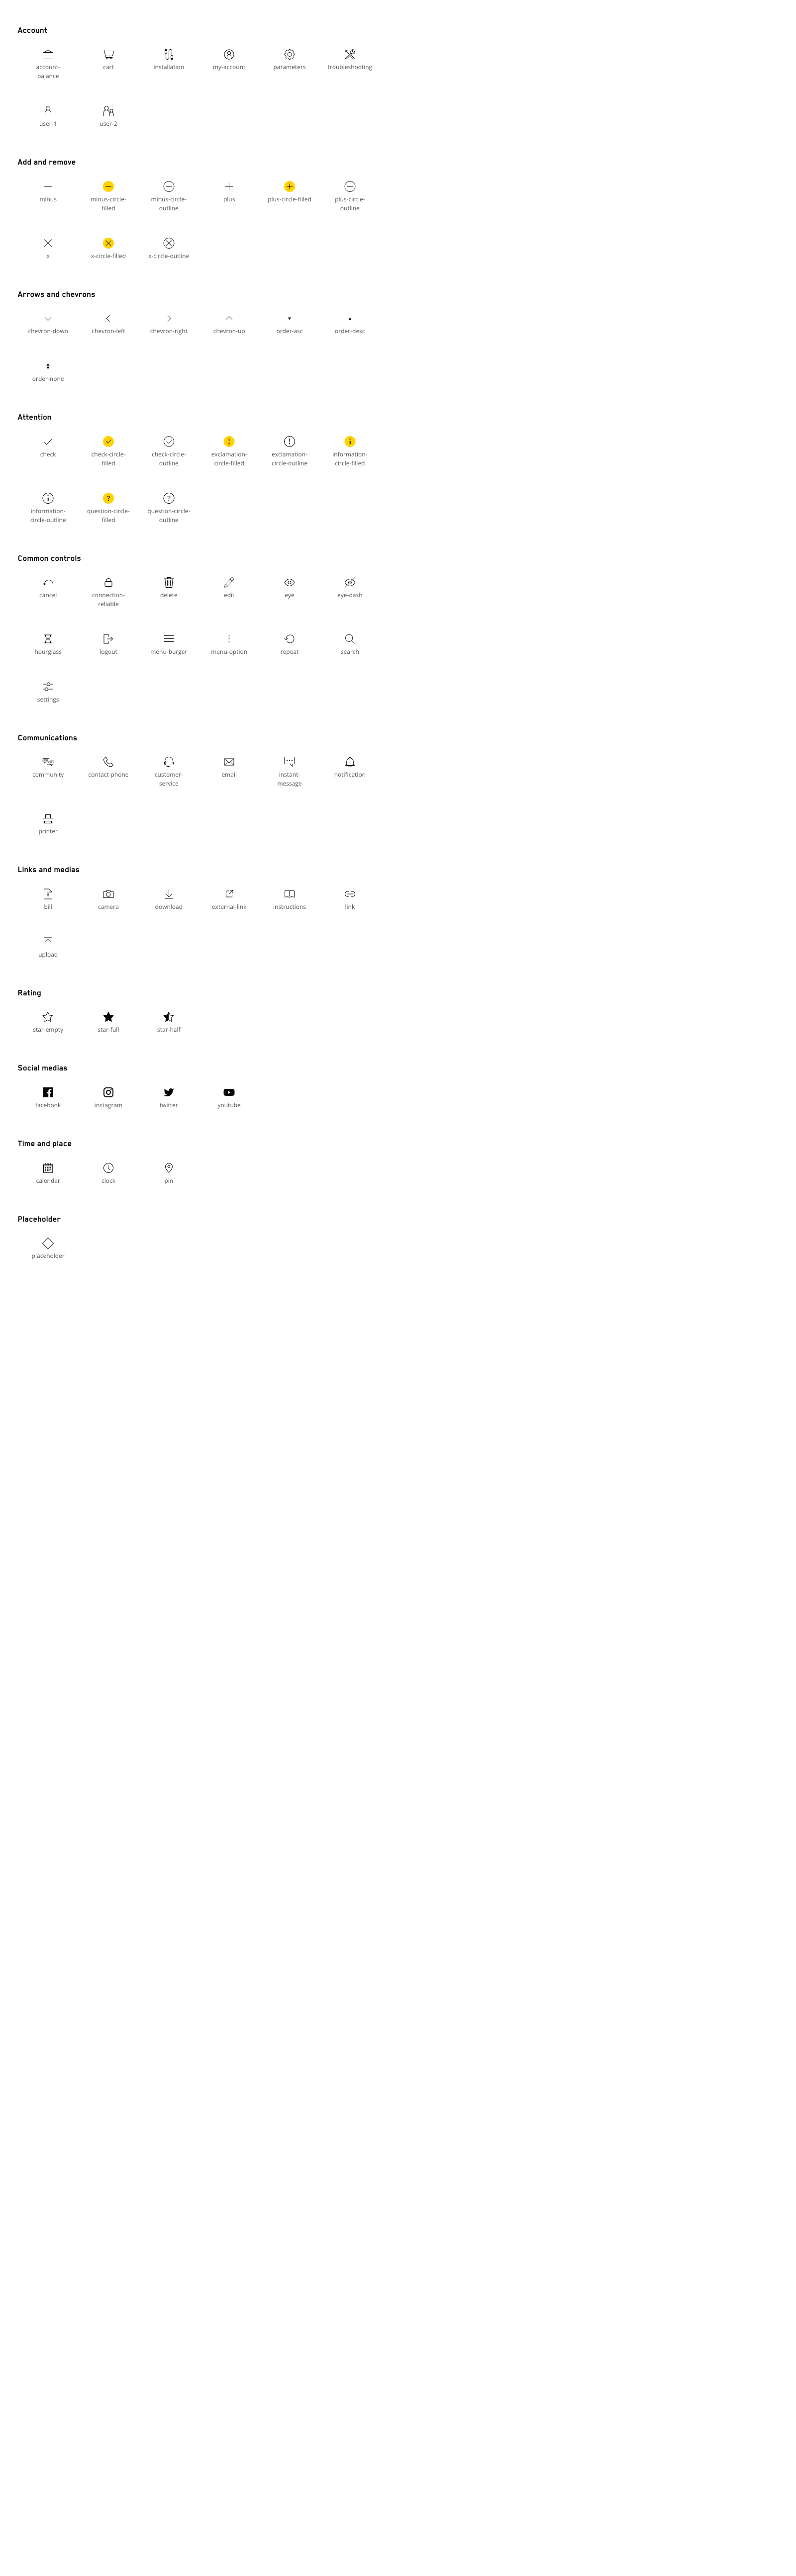 Account
account-
balance
cart
installation
my-account
parameters
troubleshooting
user-1
user-2
Add and remove
minus
minus-circle-
filled
minus-circle-
outline
plus
plus-circle-filled
plus-circle-
outline
x
x-circle-filled
x-circle-outline
Arrows and chevrons
chevron-down
chevron-left
chevron-right
chevron-up
order-asc
order-desc
order-none
Attention
check
check-circle-
filled
check-circle-
outline
exclamation-
circle-filled
exclamation-
circle-outline
information-
circle-filled
information-
circle-outline
question-circle-
filled
question-circle-
outline
Common controls
cancel
connection-
reliable
delete
edit
eye
eye-dash
hourglass
logout
menu-burger
menu-option
repeat
search
settings
Communications
community
contact-phone
customer-
service
email
instant-
message
notification
printer
Links and medias
bill
camera
download
external-link
instructions
link
upload
Rating
star-empty
star-full
star-half
Social medias
facebook
instagram
twitter
youtube
Time and place
calendar
clock
pin
Placeholder
placeholder